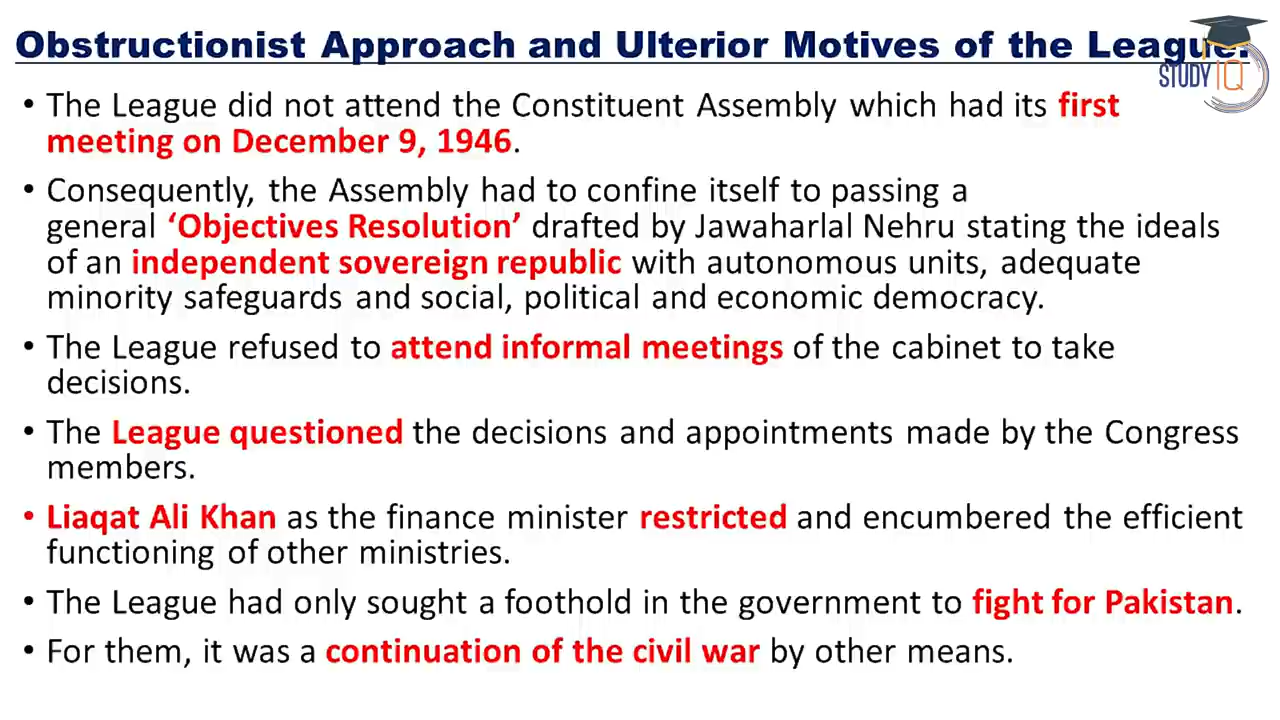 Obstructionist Approach and Ulterior Motives of the League.
STUDY IQ
• The League did not attend the Constituent Assembly which had its first
meeting on December 9, 1946.
• Consequently, the Assembly had to confine itself to passing a
general ‘Objectives Resolution’ drafted by Jawaharlal Nehru stating the ideals
of an independent sovereign republic with autonomous units, adequate
minority safeguards and social, political and economic democracy.
• The League refused to attend informal meetings of the cabinet to take
decisions.
• The League questioned the decisions and appointments made by the Congress
members.
• Liaqat Ali Khan as the finance minister restricted and encumbered the efficient
functioning of other ministries.
• The League had only sought a foothold in the government to fight for Pakistan.
• For them, it was a continuation of the civil war by other means.